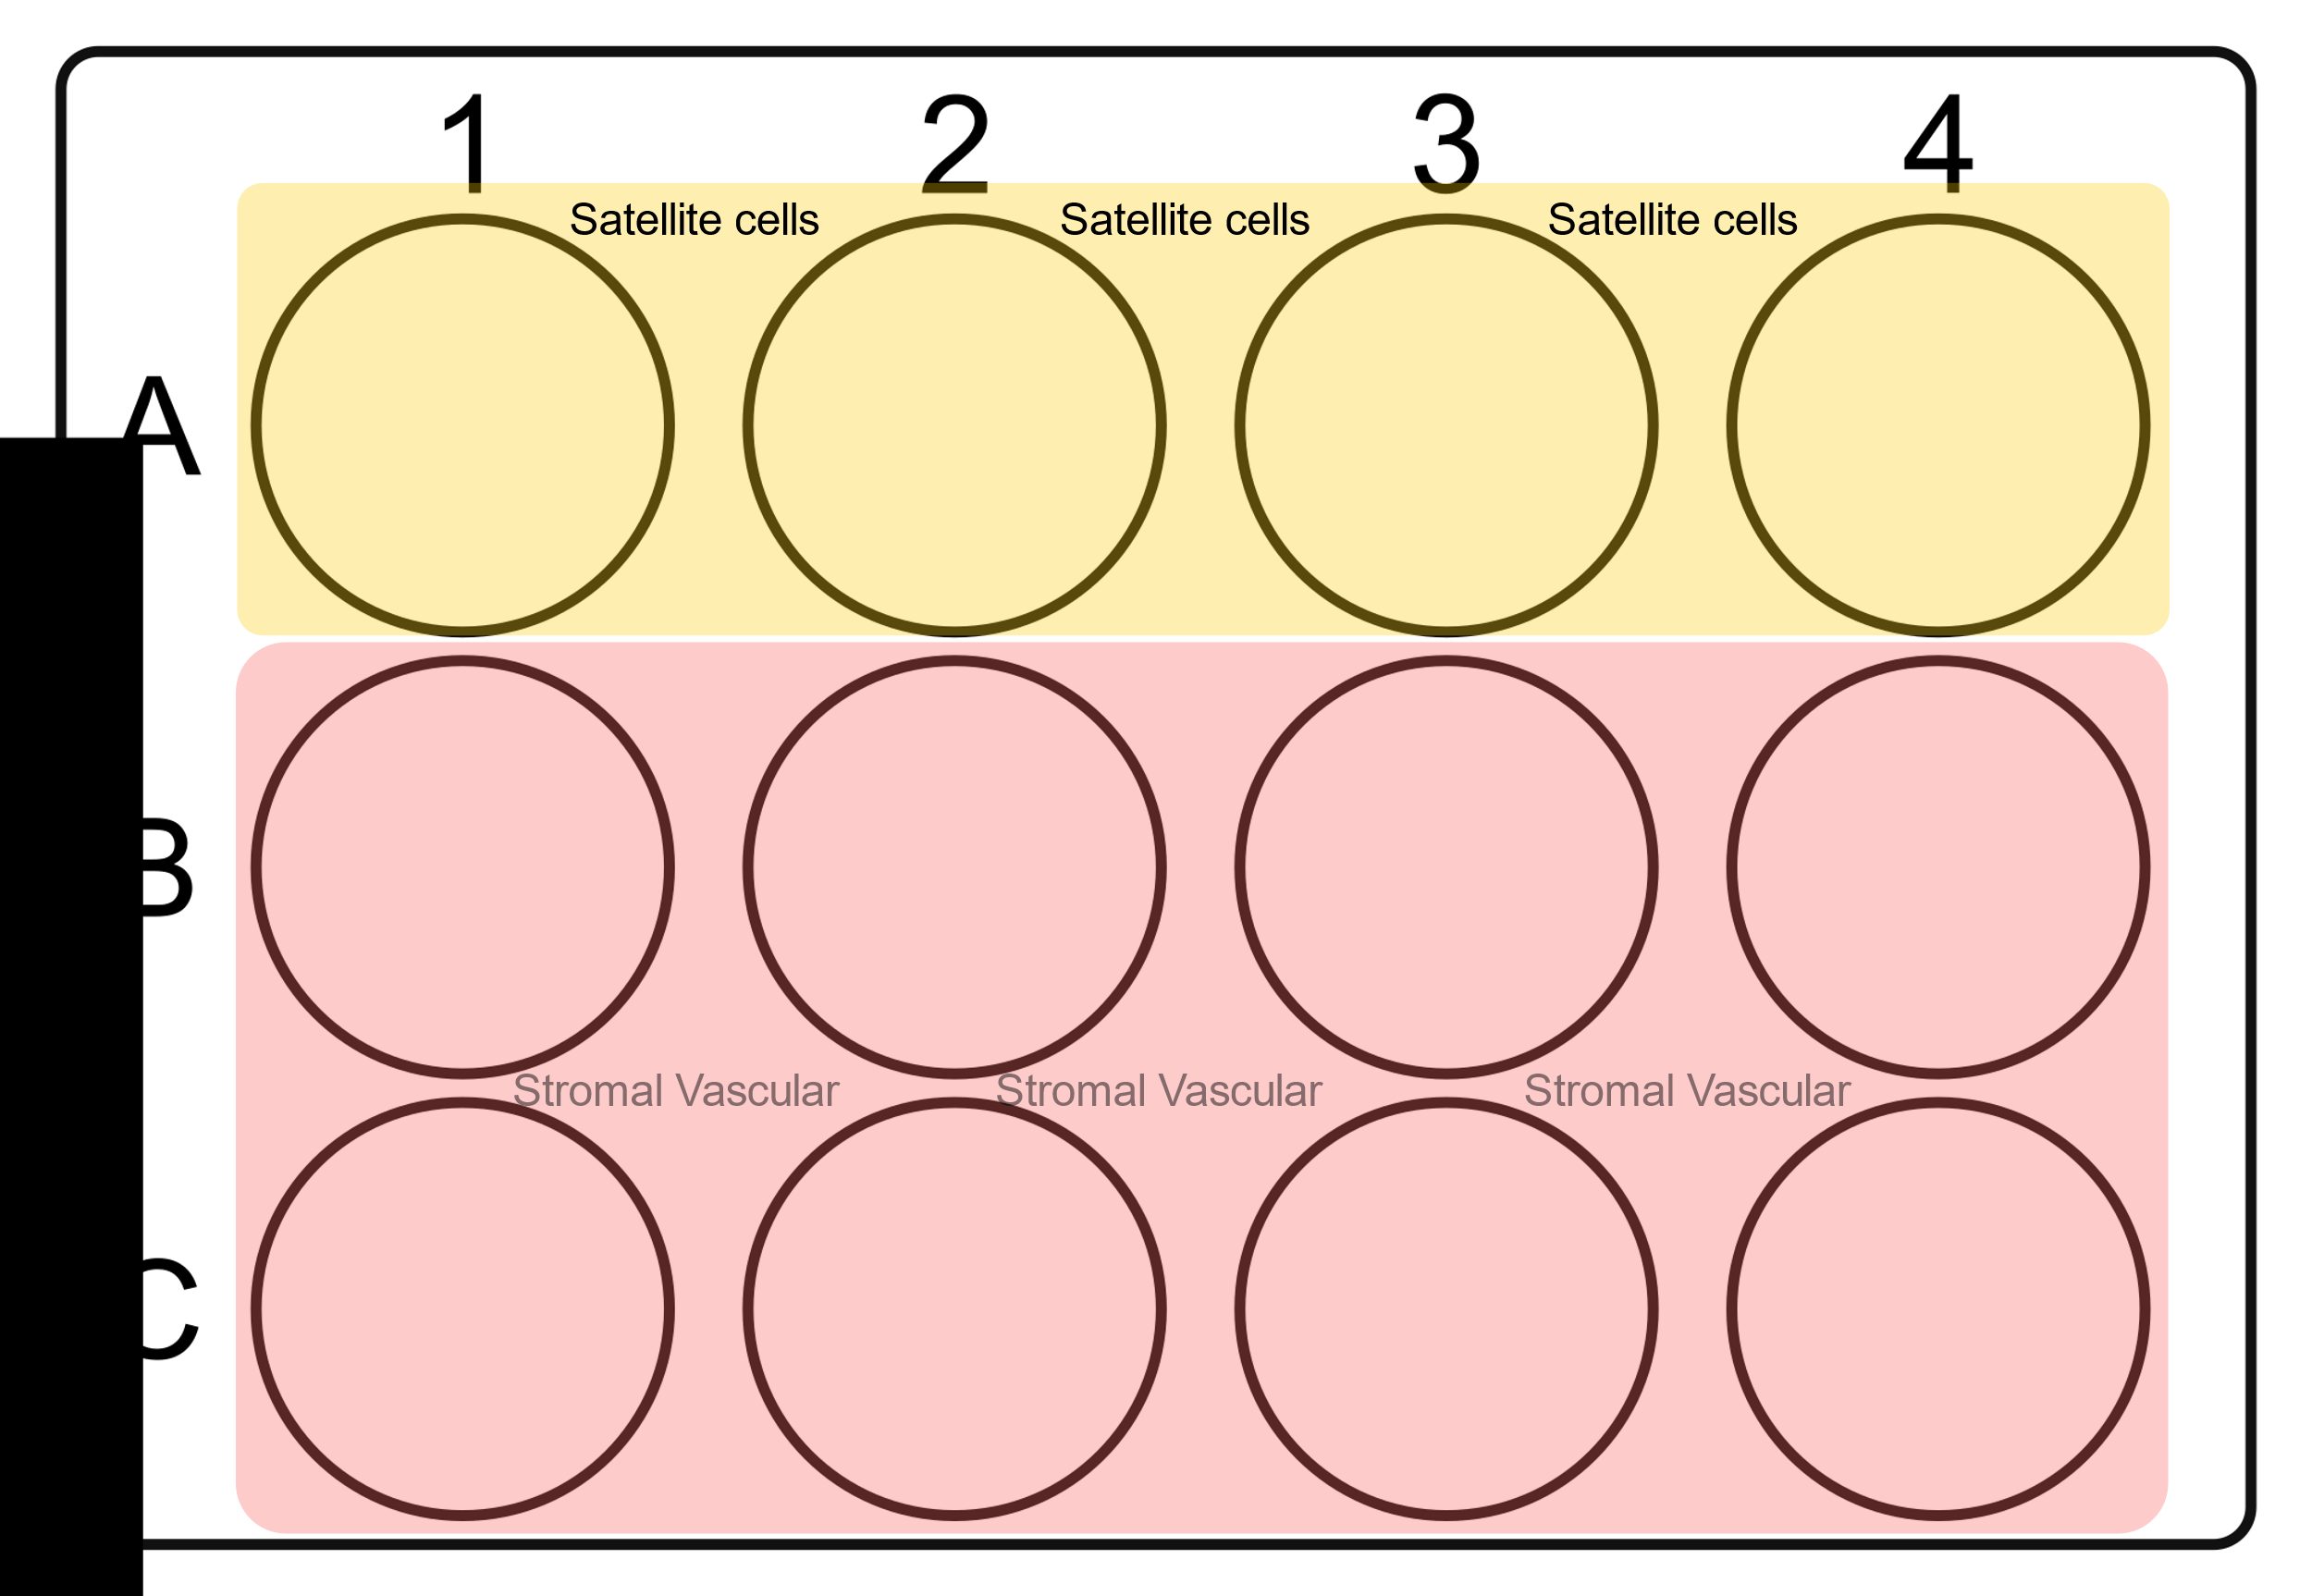 1 2 3 4
Satellite cells Satellite cells Satellite cells
A
B
Stromal Vascular Stromal Vascular Stromal Vascular
C